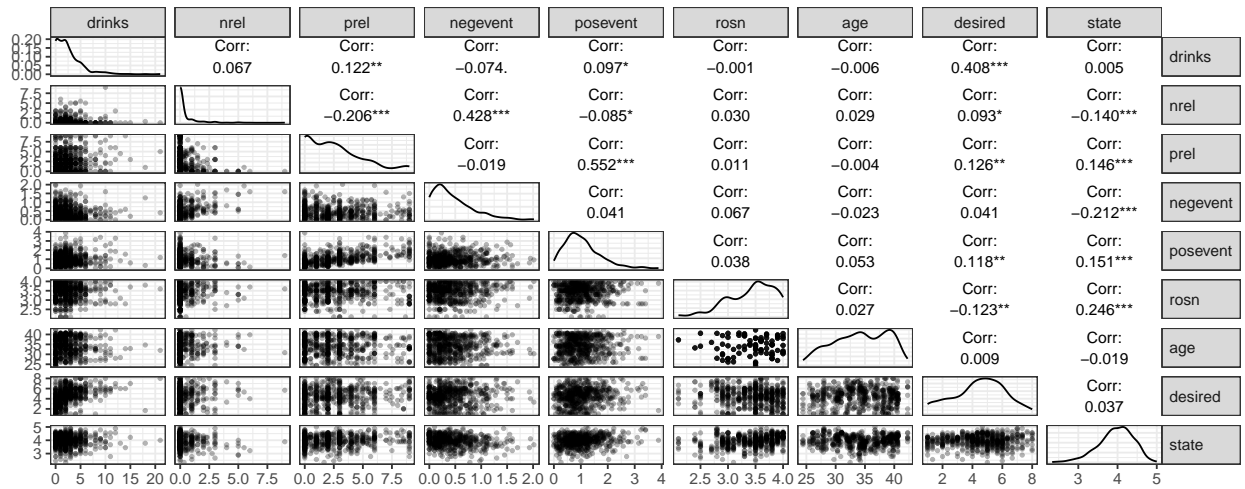 drinks nrel prel negevent posevent rosn age desired state
Corr: Corr: Corr: Corr: Corr: Corr: Corr: Corr:
0.20 0.15 0.10 0.05 0.00 0.067 0.122** −0.074. 0.097* −0.001 −0.006 0.408*** 0.005 drinks
Corr: Corr: Corr: Corr: Corr: Corr: Corr:
7.5 5.0 2.5 0.0 −0.206*** 0.428*** −0.085* 0.030 0.029 0.093* −0.140*** nrel
Corr: Corr: Corr: Corr: Corr: Corr:
7.5 5.0 2.5 0.0 −0.019 0.552*** 0.011 −0.004 0.126** 0.146*** prel
Corr: Corr: Corr: Corr: Corr:
2.0 1.5 1.0 0.5 0.0 0.041 0.067 −0.023 0.041 −0.212*** negevent
Corr: Corr: Corr: Corr:
4 3 2 1 0 0.038 0.053 0.118** 0.151*** posevent
Corr: Corr: Corr:
4.0 3.5 3.0 2.5 0.027 −0.123** 0.246*** rosn
Corr: Corr:
40 35 30 25 0.009 −0.019 age
Corr:
8 6 4 2 0.037 desired
5 4 3 state
0 5 10 15 20 0.0 2.5 5.0 7.5 0.0 2.5 5.0 7.5 0.0 0.5 1.0 1.5 2.0 0 1 2 3 4 2.5 3.0 3.5 4.0 25 30 35 40 2 4 6 8 3 4 5